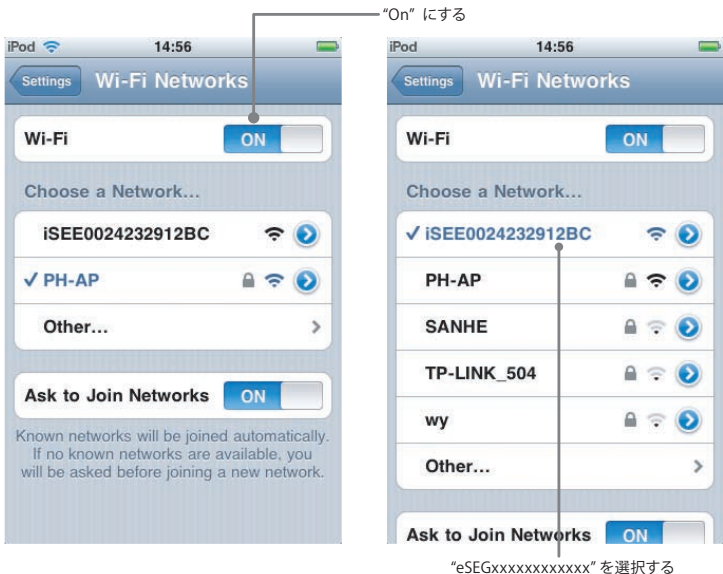 “On” にする
iPod 14:56
Settings Wi-Fi Networks
Wi-Fi ON
Choose a Network...
iSEE0024232912BC
✓ PH-AP
Other...
Ask to Join Networks ON
Known networks will be joined automatically.
If no known networks are available, you
will be asked before joining a new network.
iPod 14:56
Settings Wi-Fi Networks
Wi-Fi ON
Choose a Network...
✓ iSEE0024232912BC
PH-AP
SANHE
TP-LINK_504
wy
Other...
Ask to Join Networks ON
“eSEGxxxxxxxxxxxx” を選択する